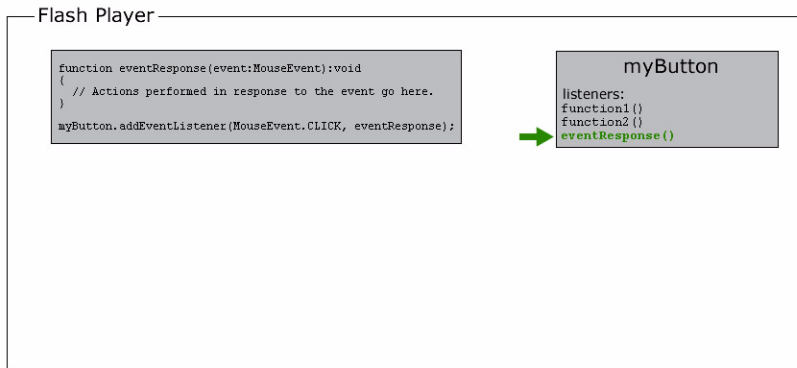 Flash Player
function eventResponse(event:MouseEvent):void
{
// Actions performed in response to the event go here.
}
myButton.addEventListener(MouseEvent.CLICK, eventResponse);
myButton
listeners:
function1()
function2()
eventResponse()